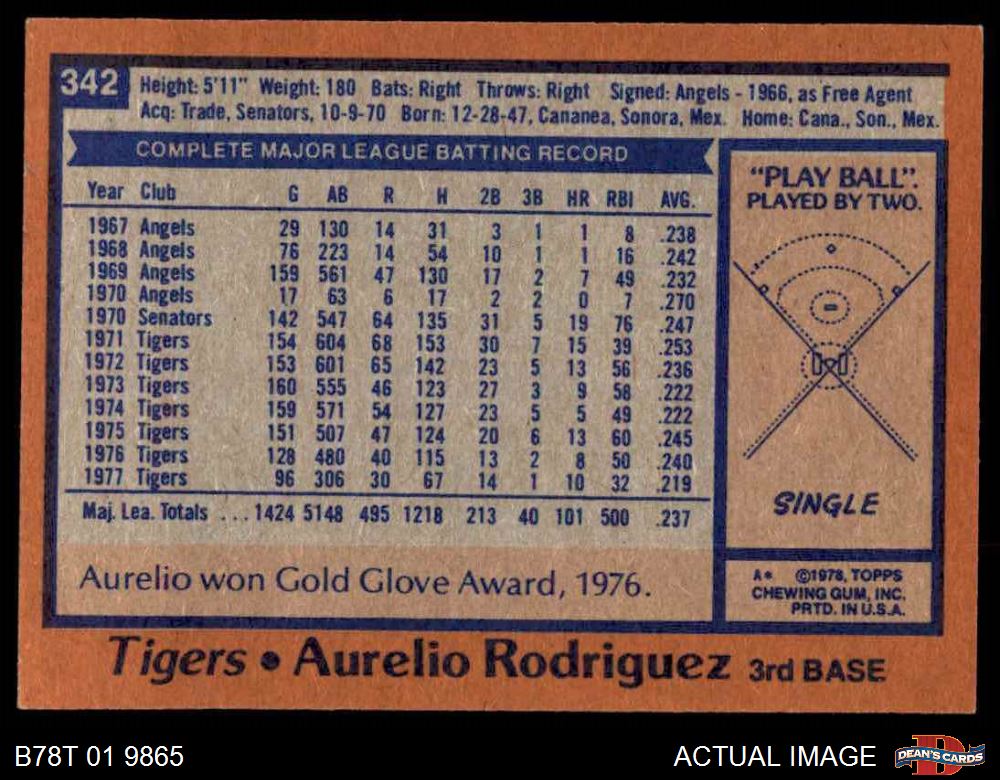 342
Height: 5'11" Weight: 180 Bats: Right Throws: Right Signed: Angels - 1966, as Free Agent
Acq: Trade, Senators, 10-9-70 Born: 12-28-47, Cananea, Sonora, Mex. Home: Cana., Son., Mex.
COMPLETE MAJOR LEAGUE BATTING RECORD
Year Club G AB R H 2B 3B HR RBI AVG.
1967 Angels 29 130 14 31 3 1 1 8 .238
1968 Angels 76 223 14 54 10 1 1 16 .242
1969 Angels 159 561 47 130 17 2 7 49 .232
1970 Angels 17 63 6 17 2 2 0 7 .270
1970 Senators 142 547 64 135 31 5 19 76 .247
1971 Tigers 154 604 68 153 30 7 15 39 .253
1972 Tigers 153 601 65 142 23 5 13 56 .236
1973 Tigers 160 555 46 123 27 3 9 58 .222
1974 Tigers 159 571 54 127 23 5 5 49 .222
1975 Tigers 151 507 47 124 20 6 13 60 .245
1976 Tigers 128 480 40 115 13 2 8 50 .240
1977 Tigers 96 306 30 67 14 1 10 32 .219
Maj. Lea. Totals ... 1424 5148 495 1218 213 40 101 500 .237
Aurelio won Gold Glove Award, 1976.
"PLAY BALL".
PLAYED BY TWO.
SINGLE
A* ©1978, TOPPS
CHEWING GUM, INC.
PRTD. IN U.S.A.
Tigers • Aurelio Rodriguez 3rd BASE
B78T 01 9865
ACTUAL IMAGE
DEAN'S CARDS